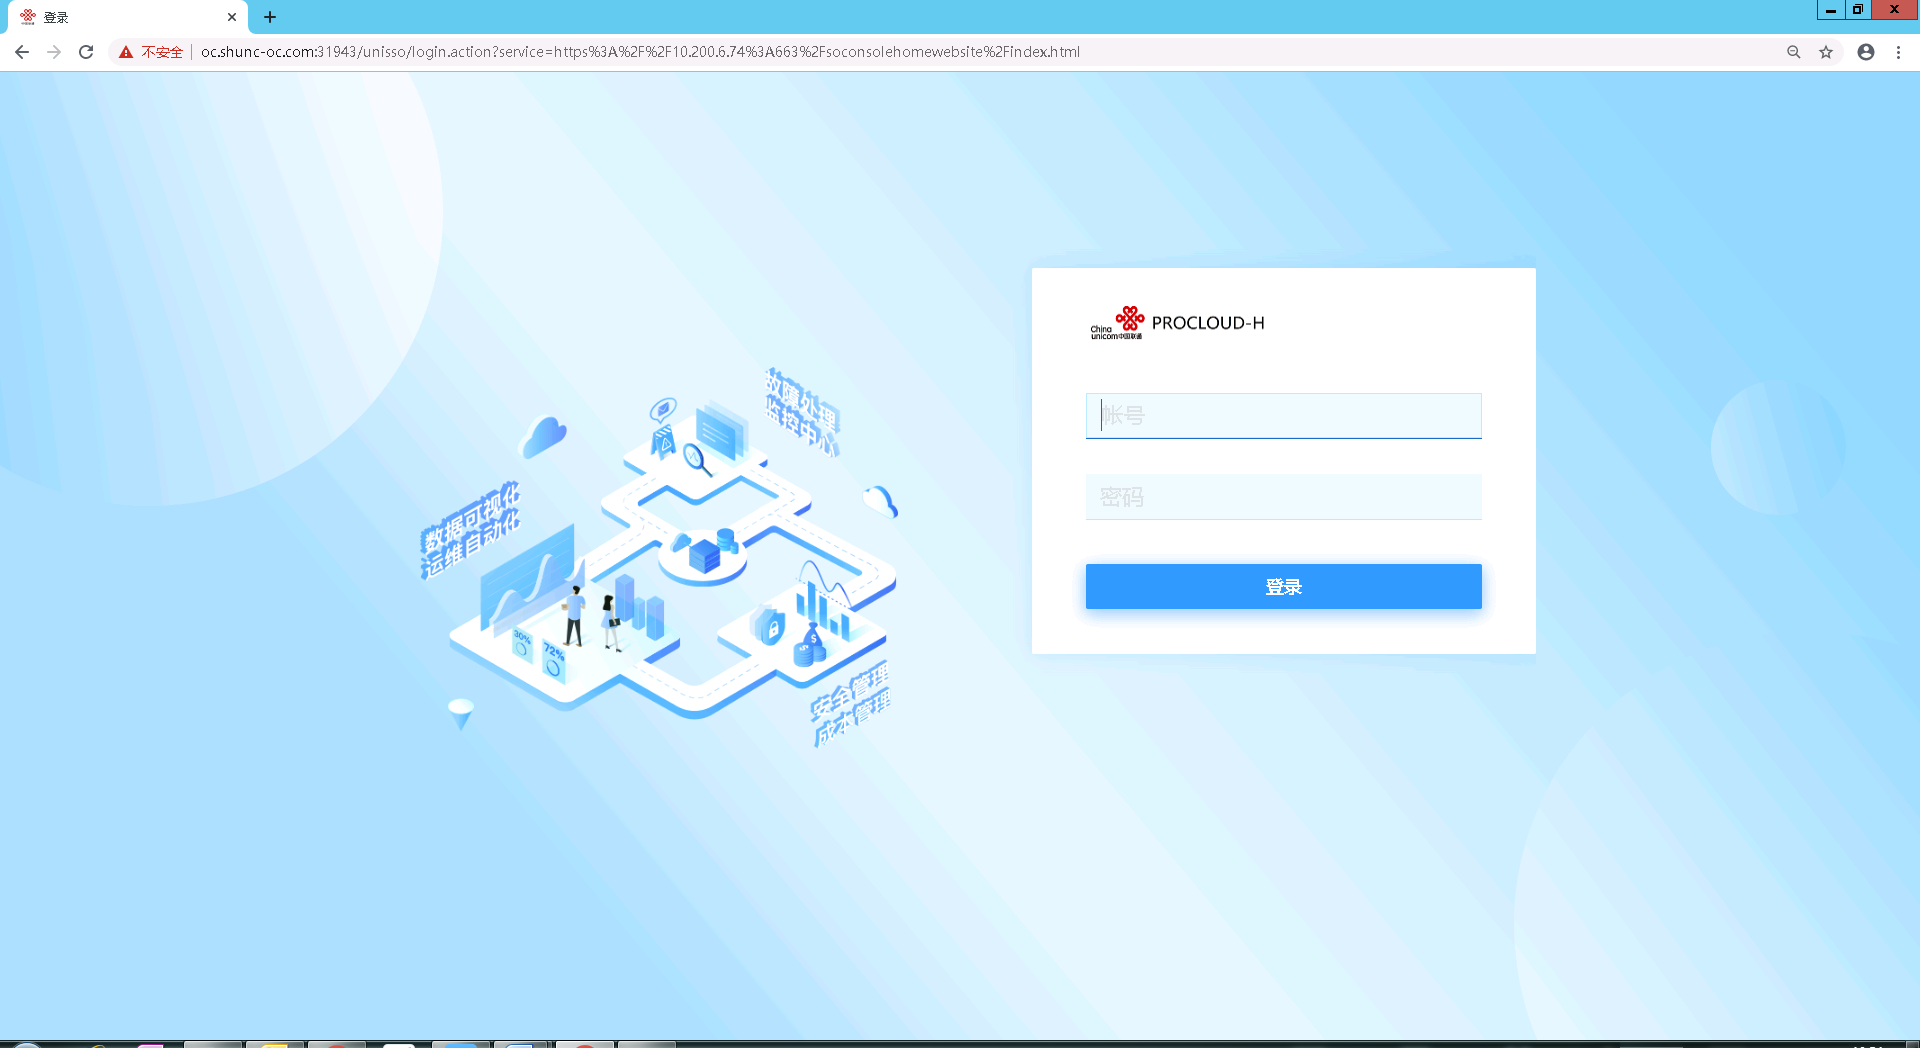 登录
不安全
oc.shunc-oc.com:31943/unisso/login.action?service=https%3A%2F%2F10.200.6.74%3A663%2Fsoconsolehomewebsite%2Findex.html
China
unicom中国联通
PROCLOUD-H
帐号
密码
登录
故障处理
监控中心
数据可视化
运维自动化
30%
72%
安全管理
成本管理